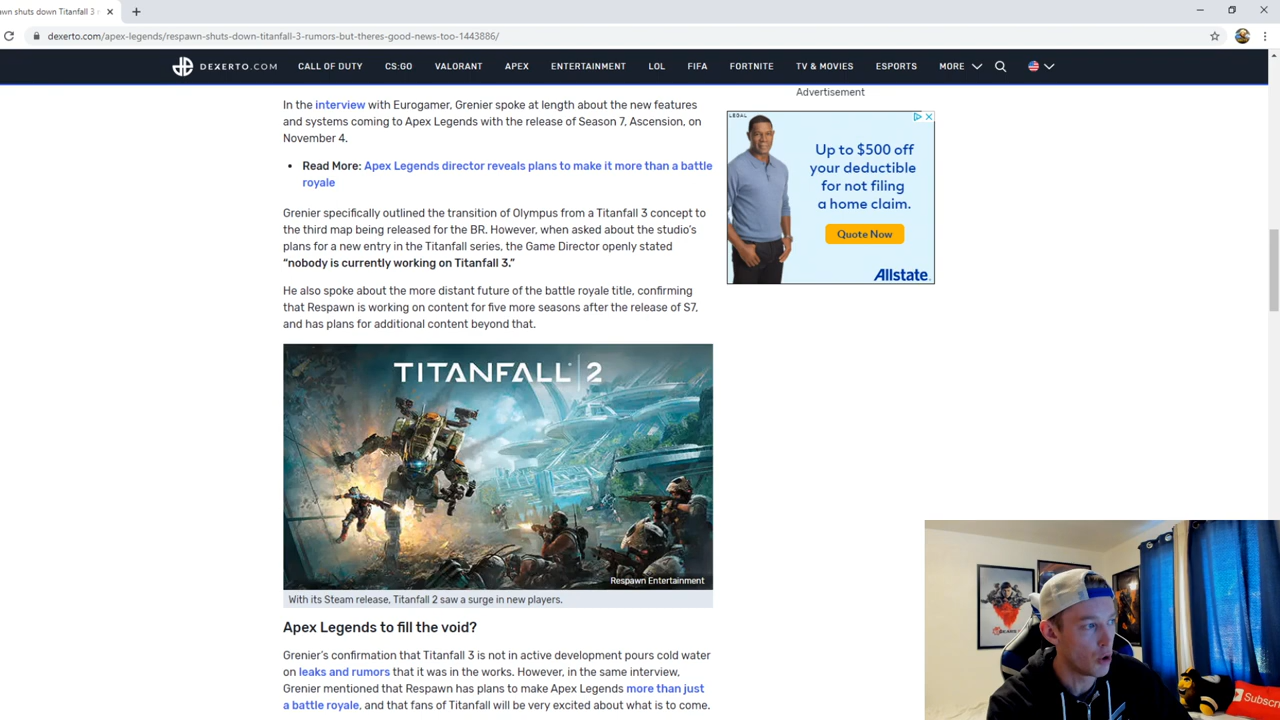 wn shuts down Titanfall 3
dexerto.com/apex-legends/respawn-shuts-down-titanfall-3-rumors-but-theres-good-news-too-1443886/
DEXERTO.COM CALL OF DUTY CS:GO VALORANT APEX ENTERTAINMENT LOL FIFA FORTNITE TV & MOVIES ESPORTS MORE
Advertisement
In the interview with Eurogamer, Grenier spoke at length about the new features
and systems coming to Apex Legends with the release of Season 7, Ascension, on
November 4.
• Read More: Apex Legends director reveals plans to make it more than a battle
royale
Grenier specifically outlined the transition of Olympus from a Titanfall 3 concept to
the third map being released for the BR. However, when asked about the studio's
plans for a new entry in the Titanfall series, the Game Director openly stated
“nobody is currently working on Titanfall 3.”
He also spoke about the more distant future of the battle royale title, confirming
that Respawn is working on content for five more seasons after the release of S7,
and has plans for additional content beyond that.
LEGAL
Up to $500 off
your deductible
for not filing
a home claim.
Quote Now
Allstate.
TITANFALL 2
Respawn Entertainment
With its Steam release, Titanfall 2 saw a surge in new players.
Apex Legends to fill the void?
Grenier's confirmation that Titanfall 3 is not in active development pours cold water
on leaks and rumors that it was in the works. However, in the same interview,
Grenier mentioned that Respawn has plans to make Apex Legends more than just
a battle royale, and that fans of Titanfall will be very excited about what is to come.
Subsc